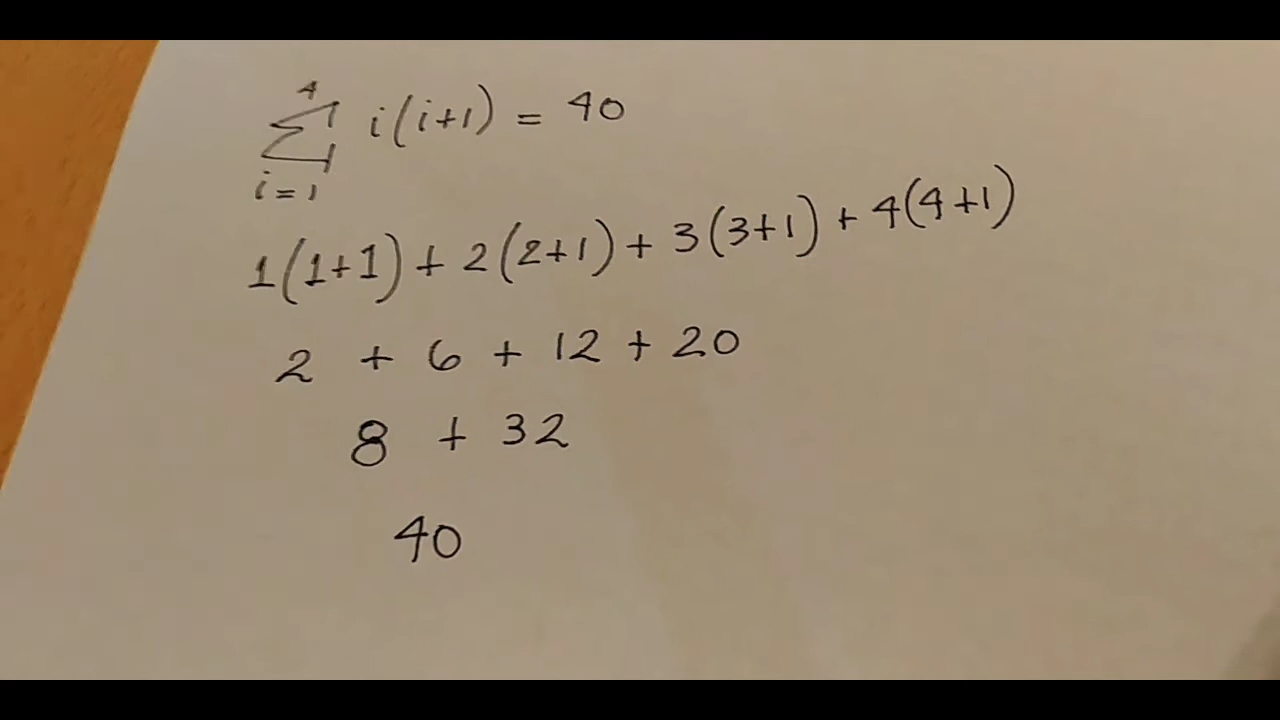 4
∑ i(i+1) = 40
i=1
1(1+1) + 2(2+1) + 3(3+1) + 4(4+1)
2 + 6 + 12 + 20
8 + 32
40